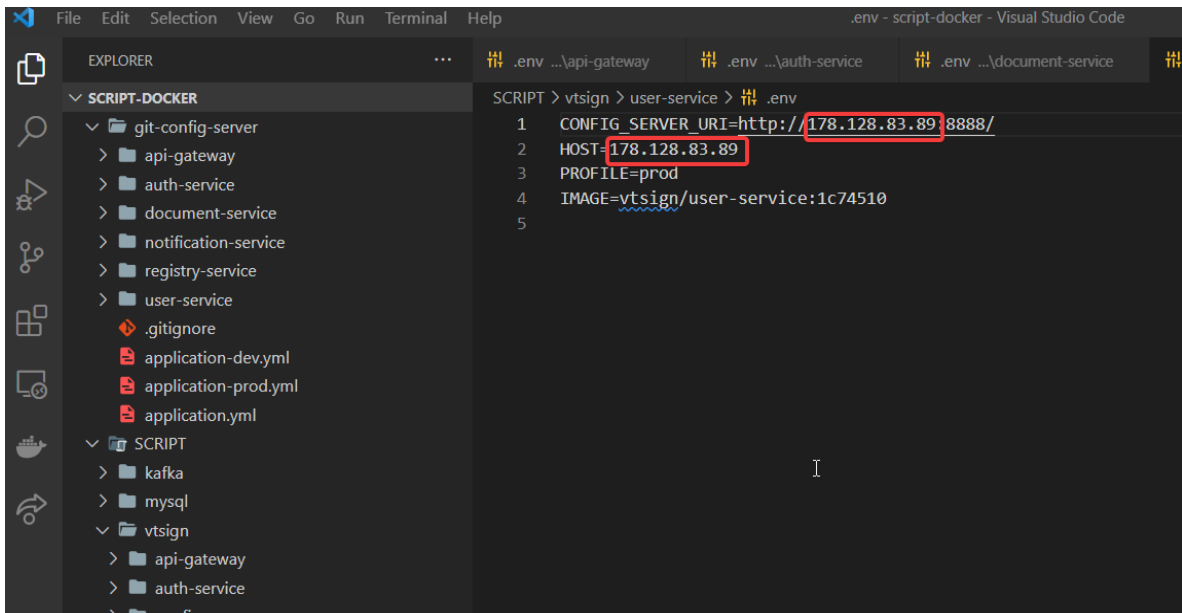 File Edit Selection View Go Run Terminal Help
.env - script-docker - Visual Studio Code
EXPLORER
.env ...\api-gateway
.env ...\auth-service
.env ...\document-service
SCRIPT-DOCKER
git-config-server
api-gateway
auth-service
document-service
notification-service
registry-service
user-service
.gitignore
application-dev.yml
application-prod.yml
application.yml
SCRIPT
kafka
mysql
vtsign
api-gateway
auth-service
SCRIPT > vtsign > user-service > .env
1 CONFIG_SERVER_URI=http://178.128.83.89:8888/
2 HOST=178.128.83.89
3 PROFILE=prod
4 IMAGE=vtsign/user-service:1c74510
5